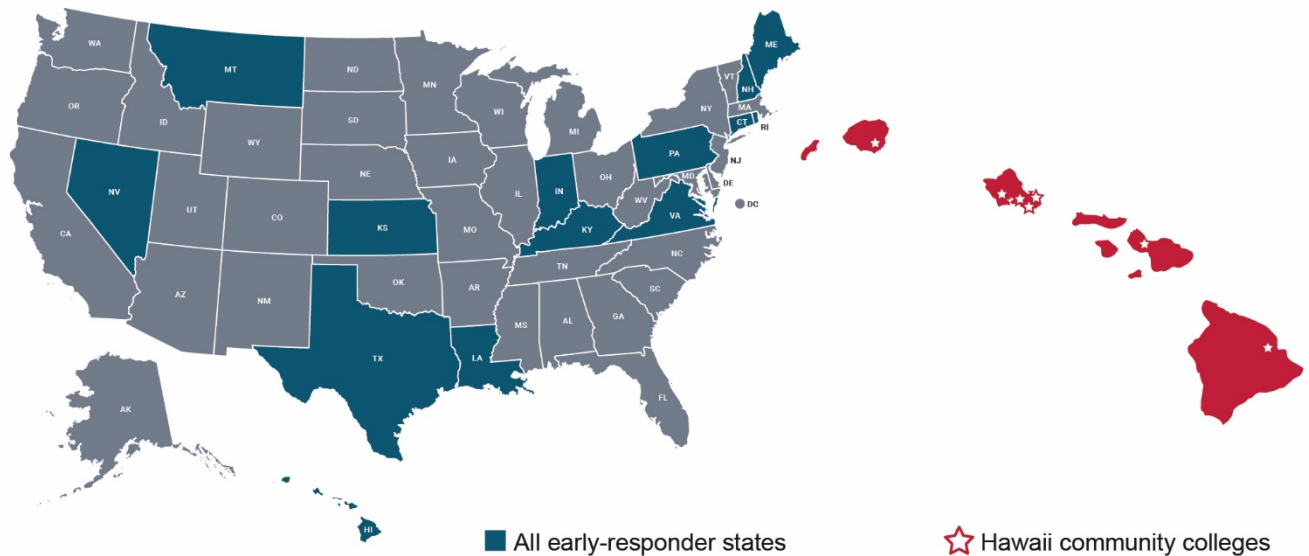 WA
MT
ND
MN
ME
VT
NH
OR
ID
SD
WI
NY
MA
MI
CT
RI
WY
PA
IA
NJ
NE
OH
MD
NV
IN
DE
IL
UT
WV
DC
CO
VA
CA
KS
MO
KY
NC
TN
OK
AZ
NM
AR
SC
MS
AL
GA
TX
LA
FL
AK
HI
All early-responder states
Hawaii community colleges